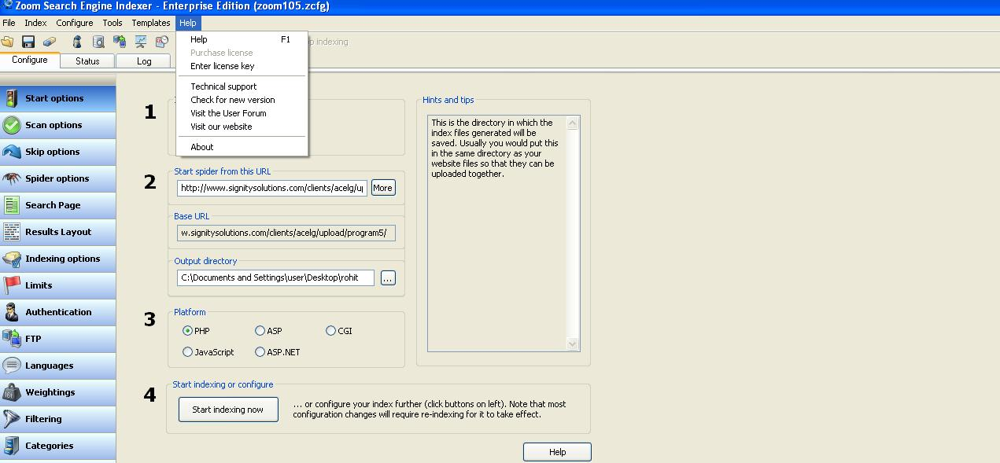 Zoom Search Engine Indexer - Enterprise Edition (zoom105.zcfg)
File Index Configure Tools Templates Help
Help F1
Purchase license
Enter license key
Technical support
Check for new version
Visit the User Forum
Visit our website
About
indexing
Configure Status Log
Start options
Scan options
Skip options
Spider options
Search Page
Results Layout
Indexing options
Limits
Authentication
FTP
Languages
Weightings
Filtering
Categories
1
2
Start spider from this URL
http://www.signitysolutions.com/clients/acelg/u
More
Base URL
w.signitysolutions.com/clients/acelg/upload/program5/
Output directory
C:\Documents and Settings\user\Desktop\rohit
...
3
Platform
PHP ASP CGI
JavaScript ASP.NET
4
Start indexing or configure
Start indexing now
... or configure your index further (click buttons on left). Note that most
configuration changes will require re-indexing for it to take effect.
Hints and tips
This is the directory in which the
index files generated will be
saved. Usually you would put this
in the same directory as your
website files so that they can be
uploaded together.
Help